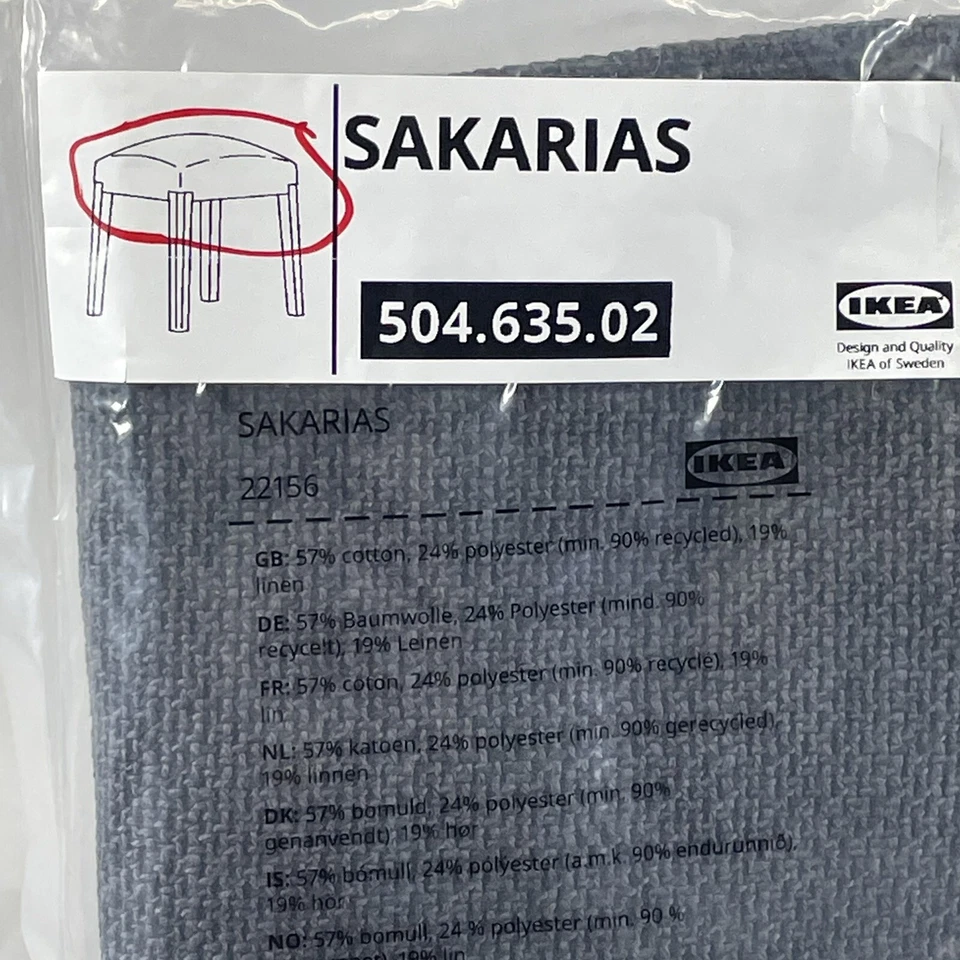 SAKARIAS
504.635.02
IKEA
Design and Quality
IKEA of Sweden
SAKARIAS
IKEA
22156
GB: 57% cotton, 24% polyester (min. 90% recycled), 19%
linen
DE: 57% Baumwolle, 24% Polyester (mind. 90%
recycelt), 19% Leinen
FR: 57% coton, 24% polyester (min. 90% recyclé), 19%
lin
NL: 57% katoen, 24% polyester (min. 90% gerecycled),
19% linnen
DK: 57% bomuld, 24% polyester (min. 90%
genanvendt), 19% hør
IS: 57% bómull, 24% pólyester (a.m.k. 90% endurunnið),
19% hör
NO: 57% bomull, 24 % polyester (min. 90 %
19% lin